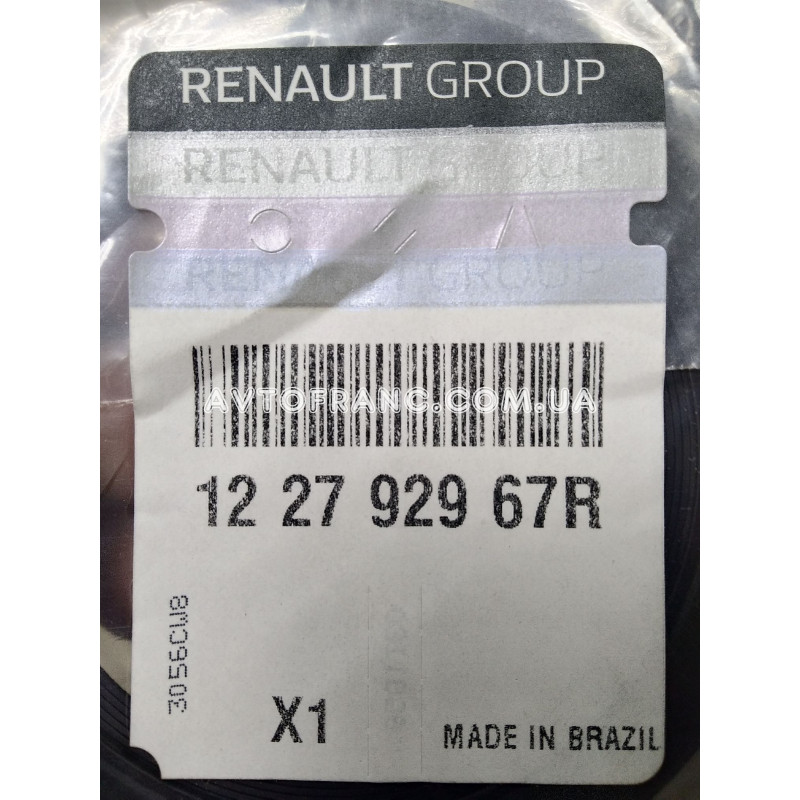 RENAULT GROUP
RENAULT GROUP
RENAULT GROUP
AVTOFRANC.COM.UA
12 27 929 67R
3056CW8
X1
MADE IN BRAZIL